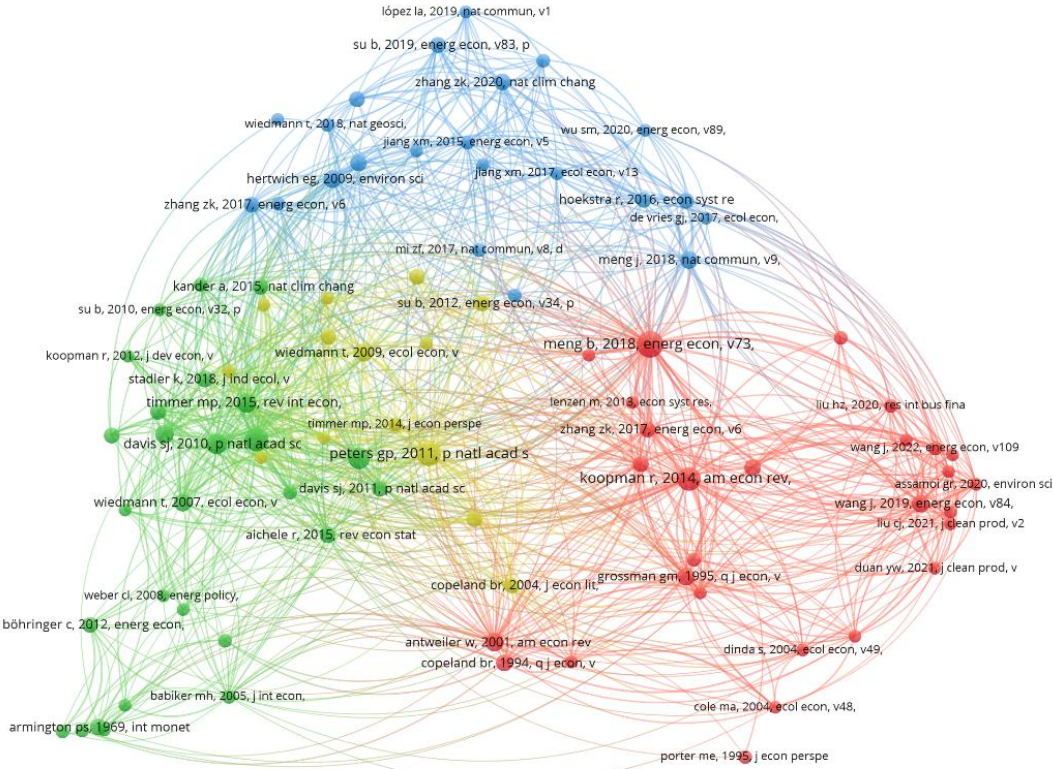 lópez la, 2019, nat commun, v1
su b, 2019, energ econ, v83, p
zhang zk, 2020, nat clim chang
wiedmann t, 2018, nat geosci,
wu sm, 2020, energ econ, v89,
jiang xm, 2015, energ econ, v5
jiang xm, 2017, ecol econ, v13
hertwich eg, 2009, environ sci
hoekstra r, 2016, econ syst re
zhang zk, 2017, energ econ, v6
de vries gj, 2017, ecol econ,
mi zf, 2017, nat commun, v8, d
meng j, 2018, nat commun, v9,
kander a, 2015, nat clim chang
su b, 2012, energ econ, v34, p
su b, 2010, energ econ, v32, p
meng b, 2018, energ econ, v73,
koopman r, 2012, j dev econ, v
wiedmann t, 2009, ecol econ, v
stadler k, 2018, j ind ecol, v
timmer mp, 2015, rev int econ,
lenzen m, 2013, econ syst res,
liu hz, 2020, res int bus fina
timmer mp, 2014, j econ perspe
zhang zk, 2017, energ econ, v6
davis sj, 2010, p natl acad sc
peters gp, 2011, p natl acad s
wang j, 2022, energ econ, v109
koopman r, 2014, am econ rev,
assamoi gr, 2020, environ sci
davis sj, 2011, p natl acad sc
wiedmann t, 2007, ecol econ, v
wang j, 2019, energ econ, v84,
liu cj, 2021, j clean prod, v2
aichele r, 2015, rev econ stat
duan yw, 2021, j clean prod, v
grossman gm, 1995, q j econ, v
copeland br, 2004, j econ lit,
weber cl, 2008, energ policy,
böhringer c, 2012, energ econ,
antweiler w, 2001, am econ rev
dinda s, 2004, ecol econ, v49,
copeland br, 1994, q j econ, v
babiker mh, 2005, j int econ,
cole ma, 2004, ecol econ, v48,
armington ps, 1969, int monet
porter me, 1995, j econ perspe